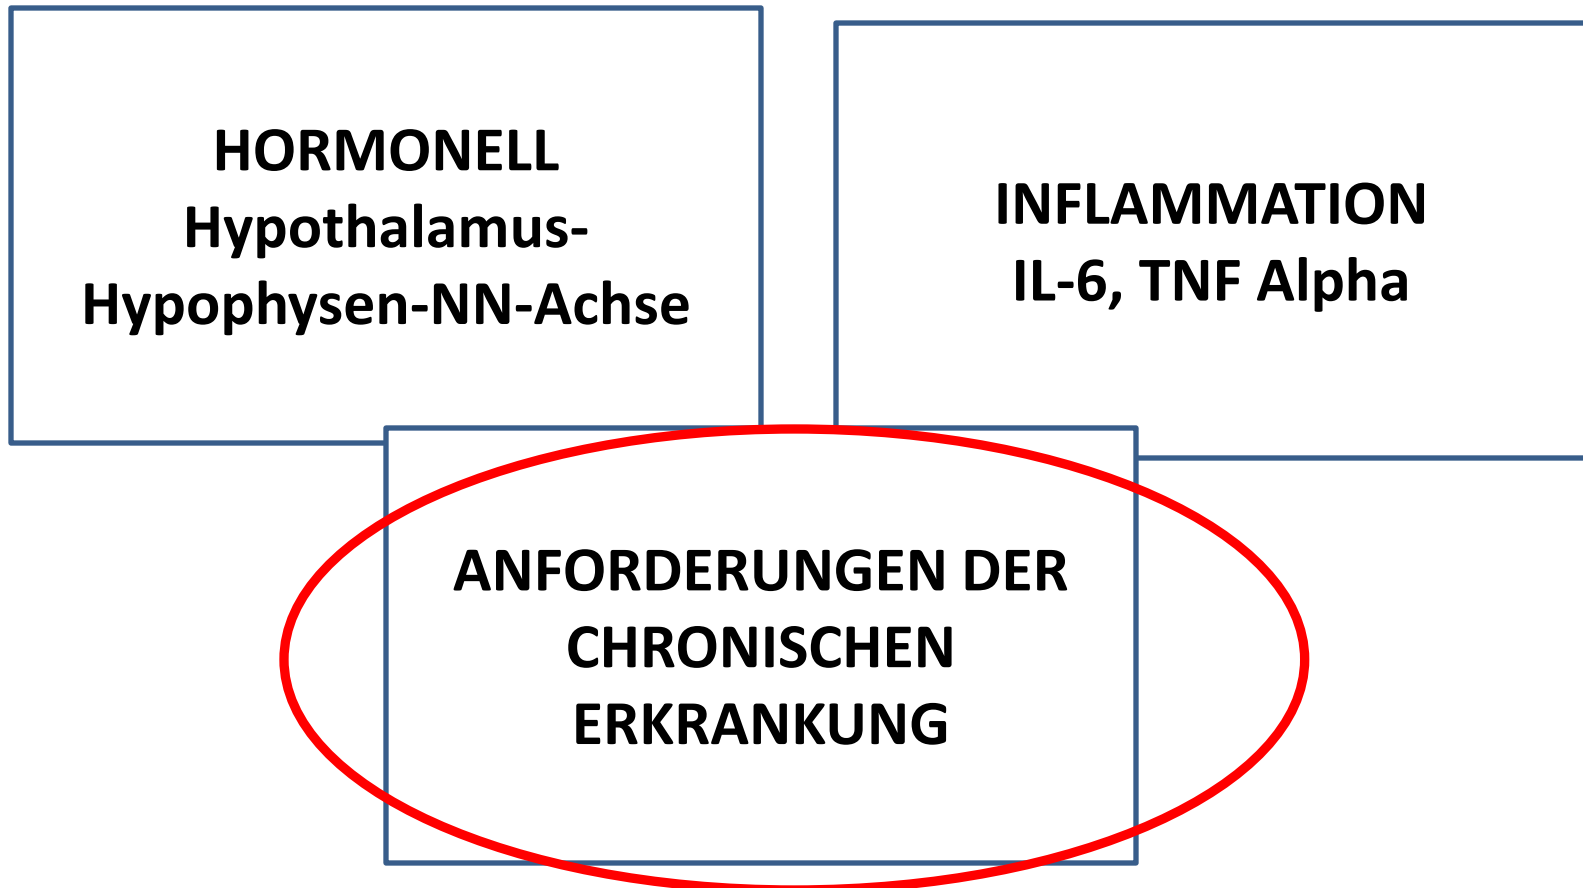 HORMONELL
Hypothalamus-
Hypophysen-NN-Achse
INFLAMMATION
IL-6, TNF Alpha
ANFORDERUNGEN DER
CHRONISCHEN
ERKRANKUNG